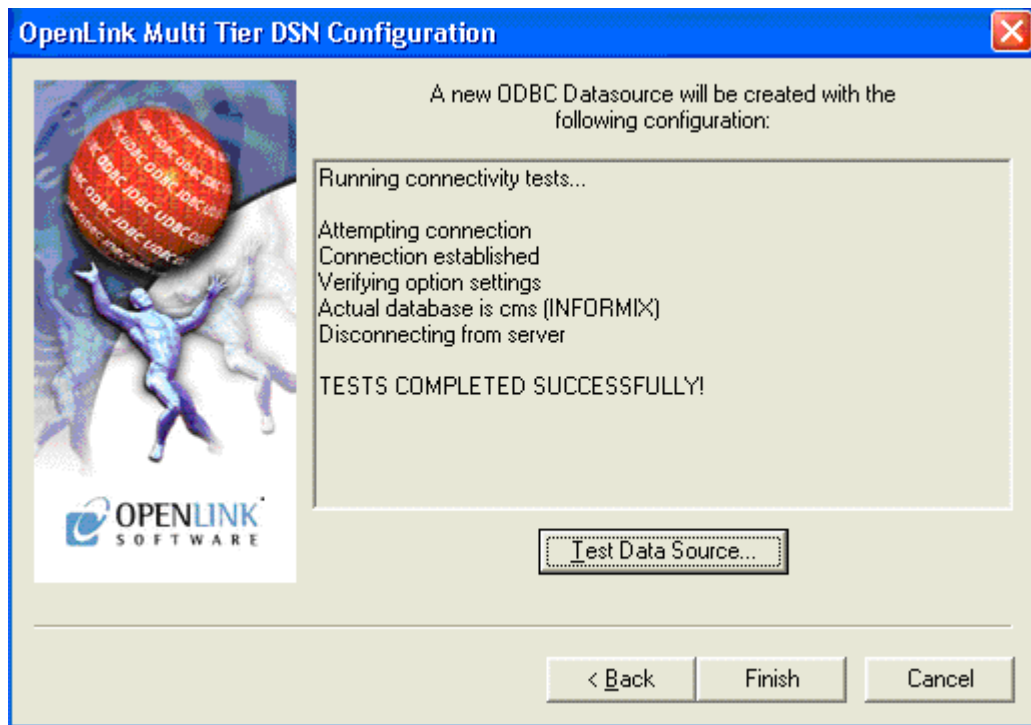 OpenLink Multi Tier DSN Configuration
A new ODBC Datasource will be created with the
following configuration:
Running connectivity tests...
Attempting connection
Connection established
Verifying option settings
Actual database is cms (INFORMIX)
Disconnecting from server
TESTS COMPLETED SUCCESSFULLY!
OPENLINK
SOFTWARE
Test Data Source...
< Back
Finish
Cancel